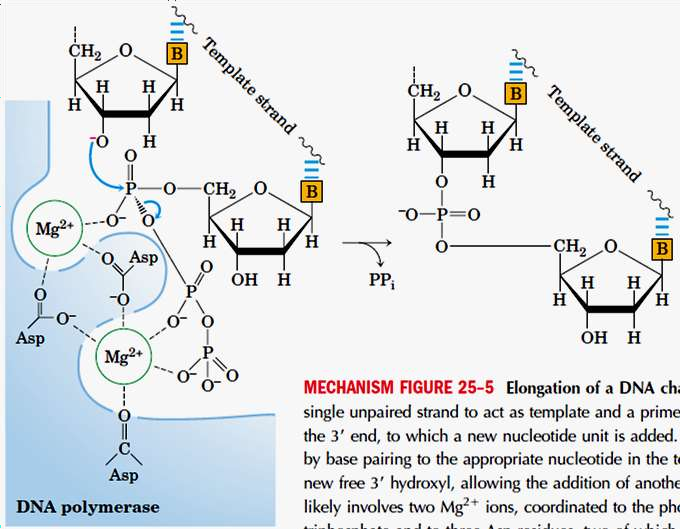 CH₂ O B
Template strand
H H
H H
⁻O H
O
P O CH₂ O B
O⁻ O
Mg²⁺
H H
H H
OH H
O Asp
⁻O
O
O⁻
Asp
O
P
O⁻ O
Mg²⁺
P
O⁻ O⁻ O
O
C
Asp
DNA polymerase
PPᵢ
CH₂ O B
Template strand
H H
H H
O H
⁻O P O
O CH₂ O B
H H
H H
OH H
MECHANISM FIGURE 25–5 Elongation of a DNA cha
single unpaired strand to act as template and a prime
the 3′ end, to which a new nucleotide unit is added.
by base pairing to the appropriate nucleotide in the t
new free 3′ hydroxyl, allowing the addition of anothe
likely involves two Mg²⁺ ions, coordinated to the pho